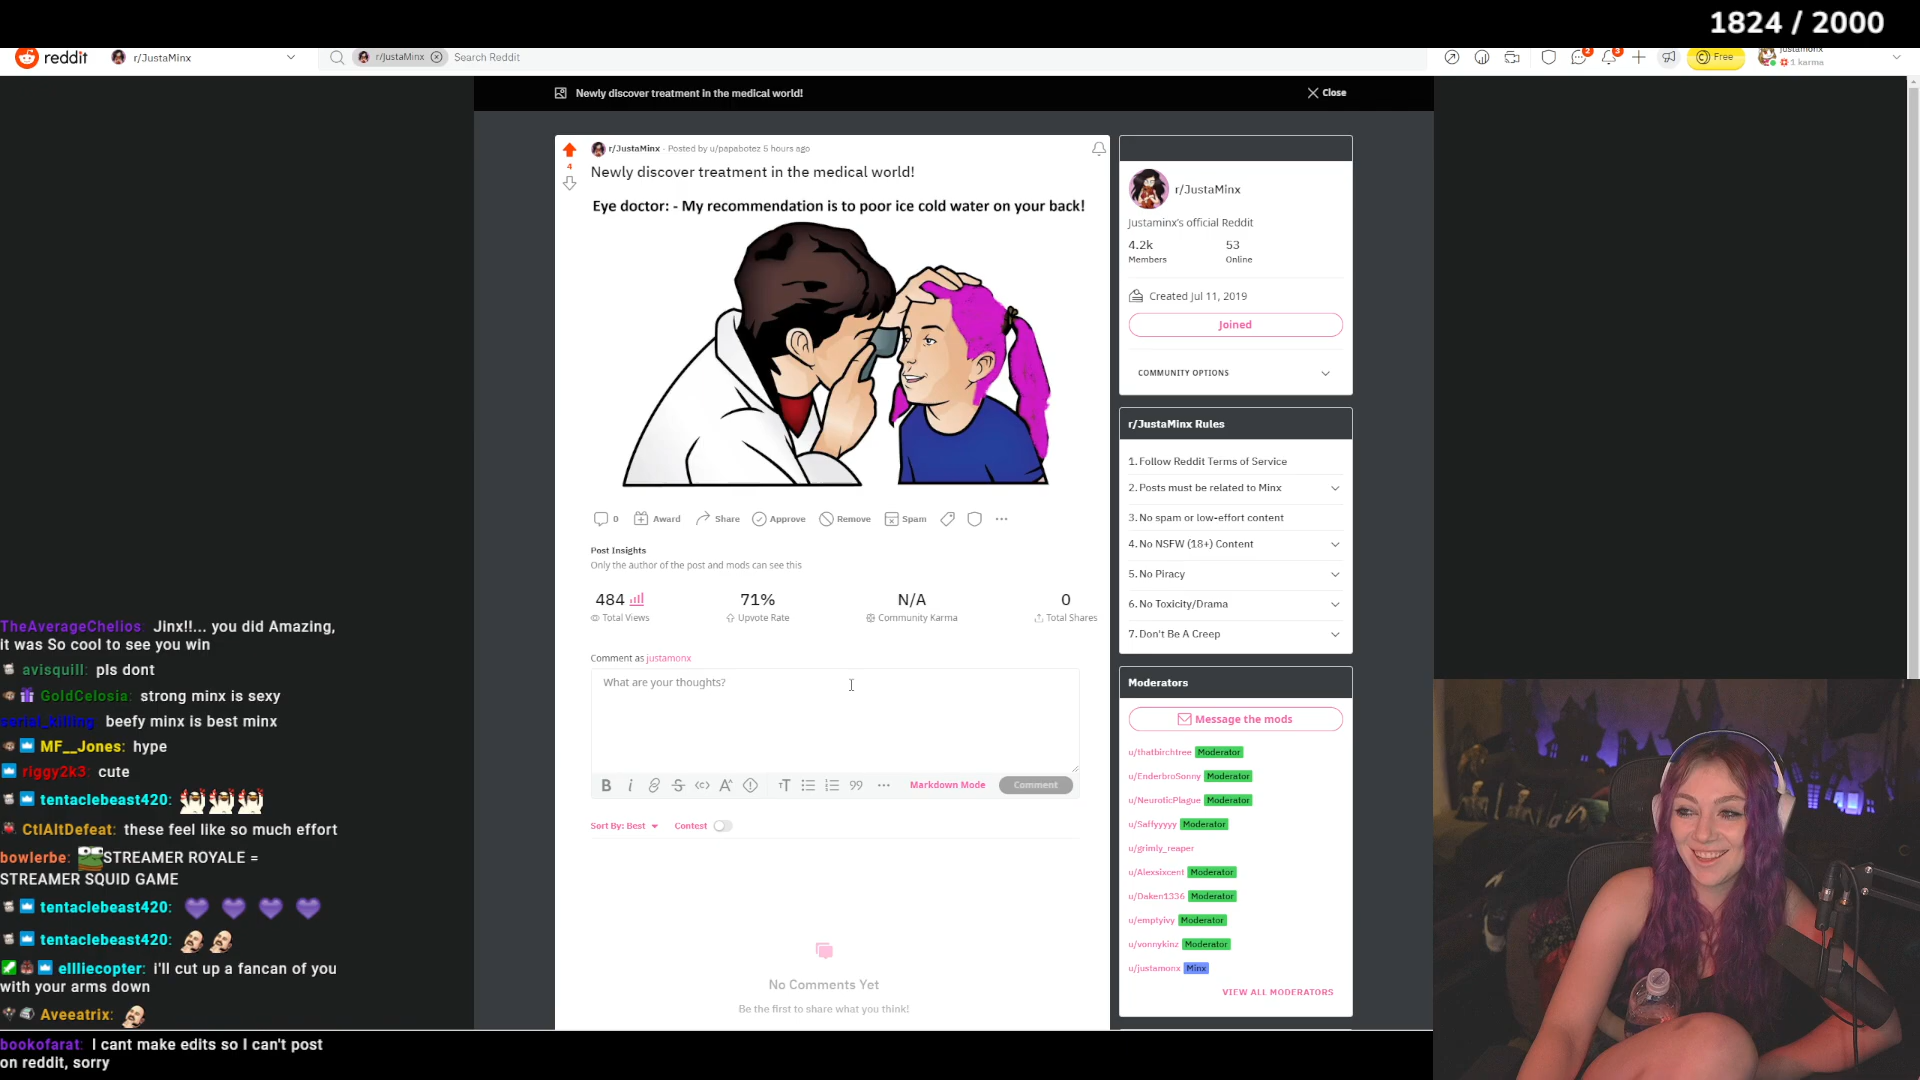 1824 / 2000
reddit
r/JustaMinx
r/JustaMinx
Search Reddit
2
3
Free
justamonx
1 karma
Newly discover treatment in the medical world!
Close
r/JustaMinx · Posted by u/papabotez 5 hours ago
4
Newly discover treatment in the medical world!
Eye doctor: - My recommendation is to poor ice cold water on your back!
0
Award
Share
Approve
Remove
Spam
Post Insights
Only the author of the post and mods can see this
484
71%
N/A
0
Total Views
Upvote Rate
Community Karma
Total Shares
Comment as justamonx
What are your thoughts?
Markdown Mode
Comment
Sort By: Best
Contest
No Comments Yet
Be the first to share what you think!
r/JustaMinx
Justaminx's official Reddit
4.2k
53
Members
Online
Created Jul 11, 2019
Joined
COMMUNITY OPTIONS
r/JustaMinx Rules
1. Follow Reddit Terms of Service
2. Posts must be related to Minx
3. No spam or low-effort content
4. No NSFW (18+) Content
5. No Piracy
6. No Toxicity/Drama
7. Don't Be A Creep
Moderators
Message the mods
u/thatbirchtree Moderator
u/EnderbroSonny Moderator
u/NeuroticPlague Moderator
u/Saffyyyyy Moderator
u/grimly_reaper
u/Alexsixcent Moderator
u/Daken1336 Moderator
u/emptyivy Moderator
u/vonnykinz Moderator
u/justamonx Minx
VIEW ALL MODERATORS
TheAverageChelios: Jinx!!... you did Amazing,
it was So cool to see you win
avisquill: pls dont
GoldCelosia: strong minx is sexy
serial_killing: beefy minx is best minx
MF__Jones: hype
riggy2k3: cute
tentaclebeast420:
CtlAltDefeat: these feel like so much effort
bowlerbe: STREAMER ROYALE =
STREAMER SQUID GAME
tentaclebeast420:
tentaclebeast420:
ellliecopter: i'll cut up a fancan of you
with your arms down
Aveeatrix:
bookofarat: I cant make edits so I can't post
on reddit, sorry